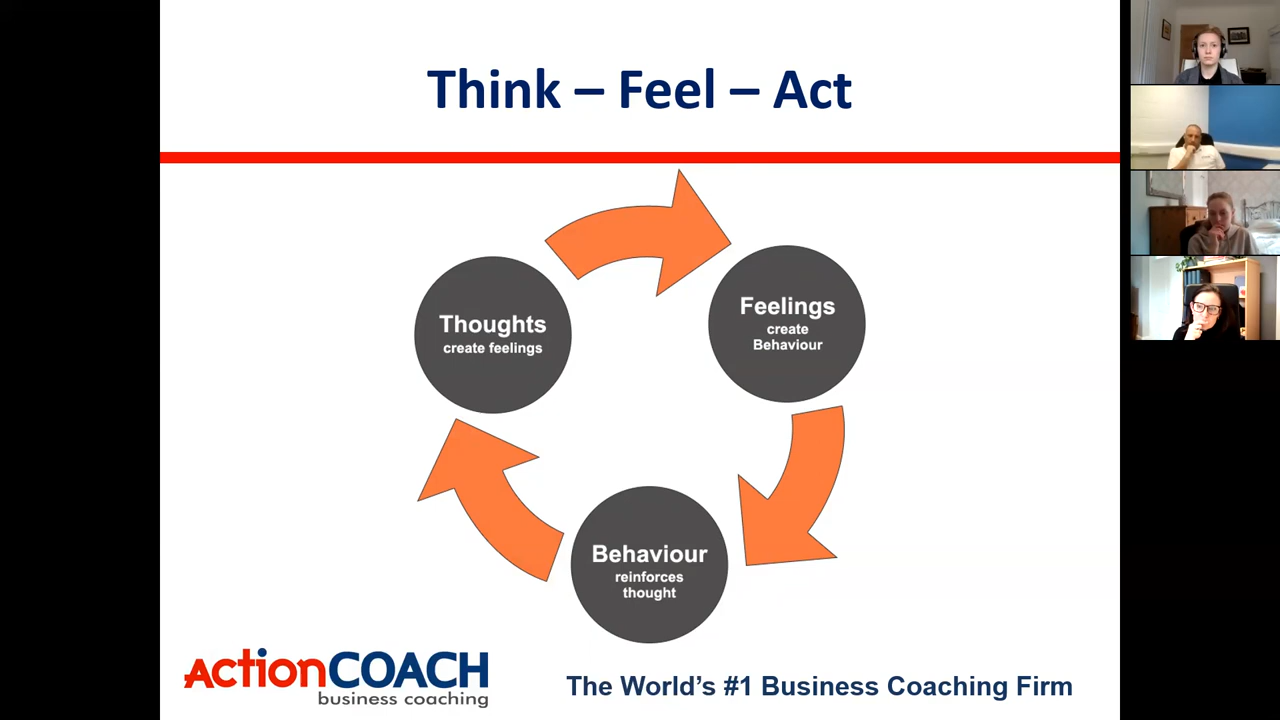 Think – Feel – Act
Thoughts
create feelings
Feelings
create
Behaviour
Behaviour
reinforces
thought
ActionCOACH
business coaching
The World's #1 Business Coaching Firm